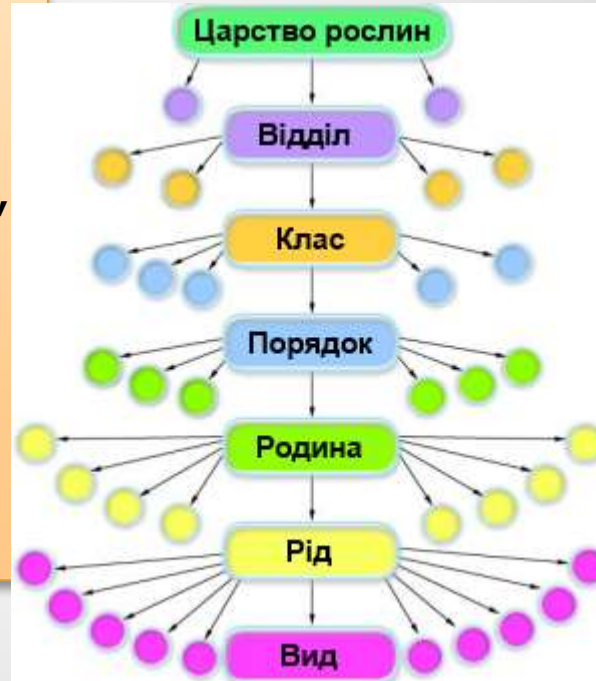 Царство рослин
Відділ
у
Клас
Порядок
Родина
Рід
Вид